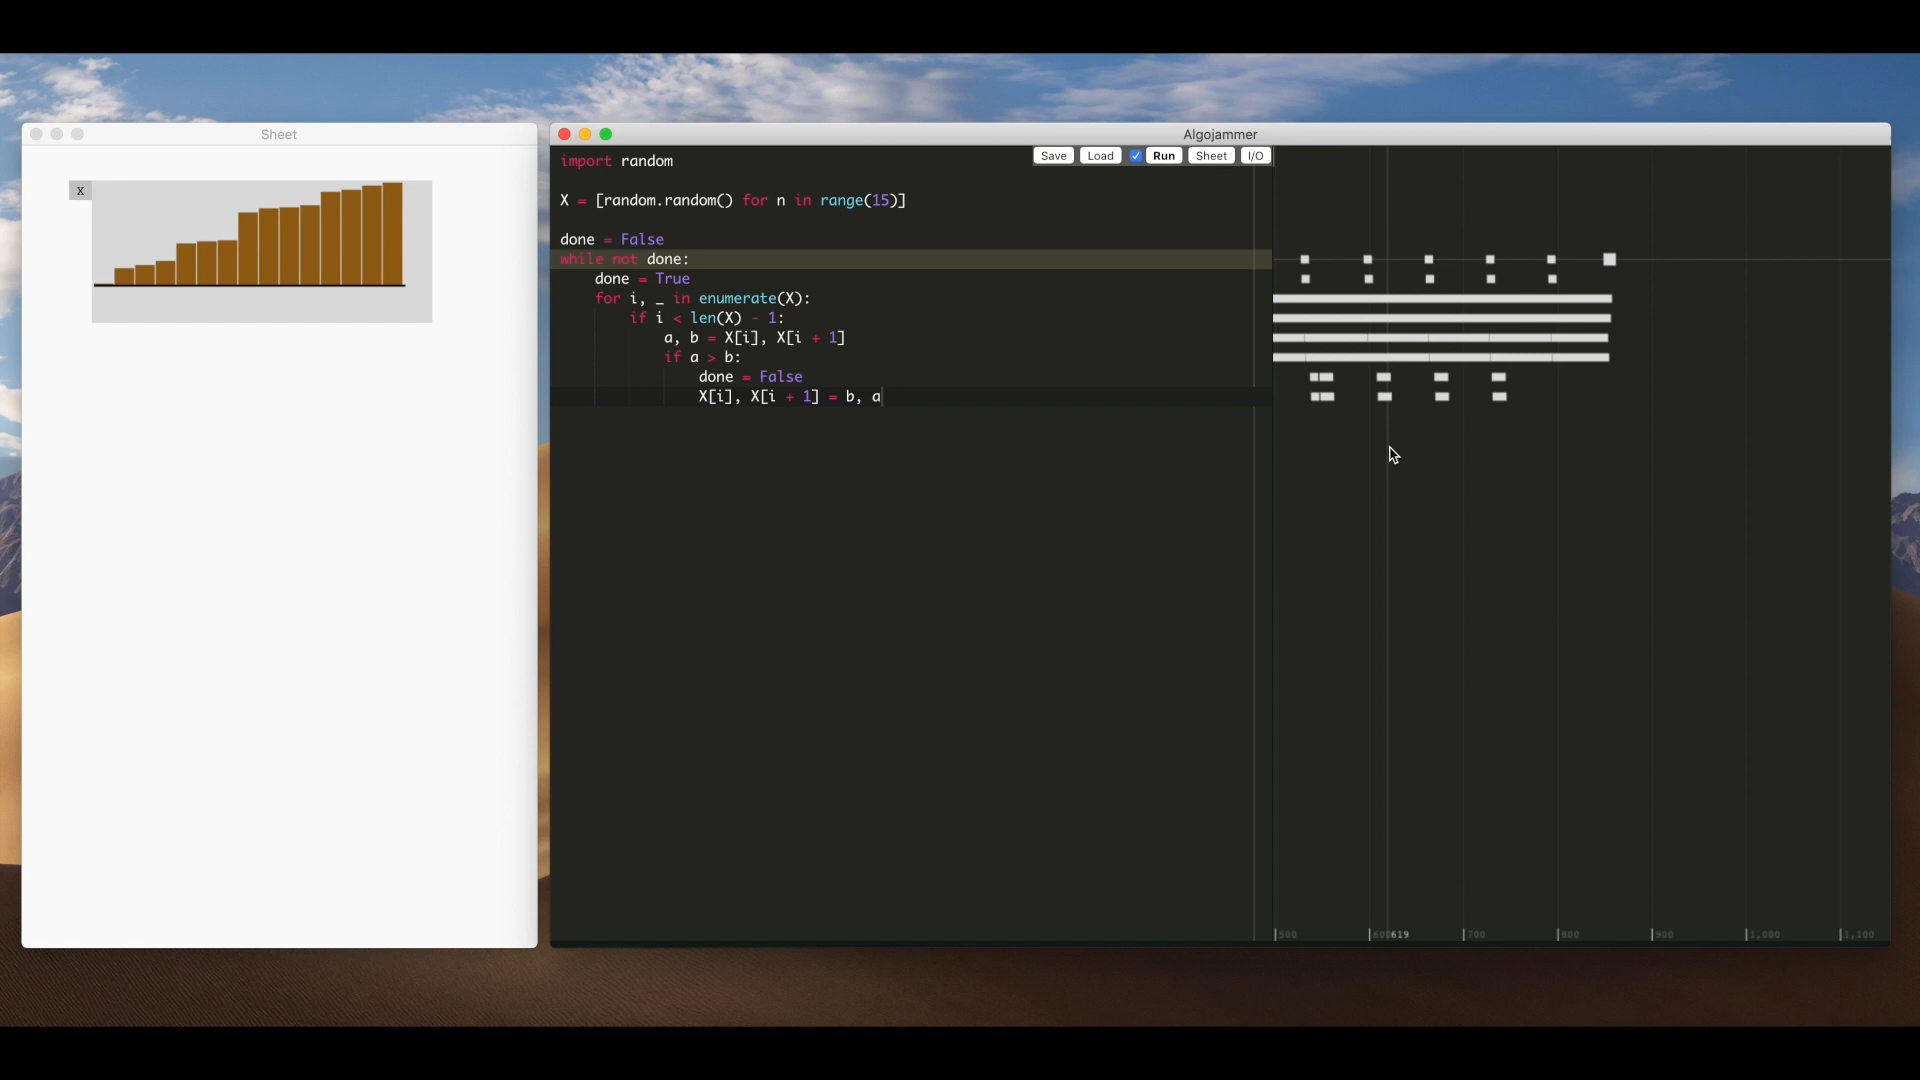 Sheet
X
Algojammer
Save Load Run Sheet I/O
import random
X = [random.random() for n in range(15)]
done = False
while not done:
done = True
for i, _ in enumerate(X):
if i < len(X) - 1:
a, b = X[i], X[i + 1]
if a > b:
done = False
X[i], X[i + 1] = b, a
500 600 619 700 800 900 1,000 1,100